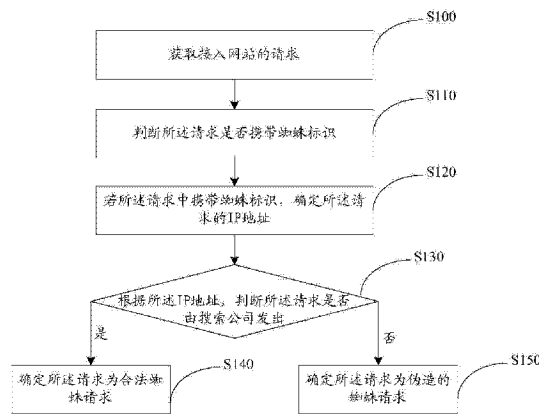 S100
获取接入网站的请求
S110
判断所述请求是否携带蜘蛛标识
S120
若所述请求中携带蜘蛛标识，确定所述请
求的IP地址
S130
根据所述IP地址，判断所述请求是否
由搜索公司发出
是
否
S140
确定所述请求为合法蜘
蛛请求
S150
确定所述请求为伪造的
蜘蛛请求